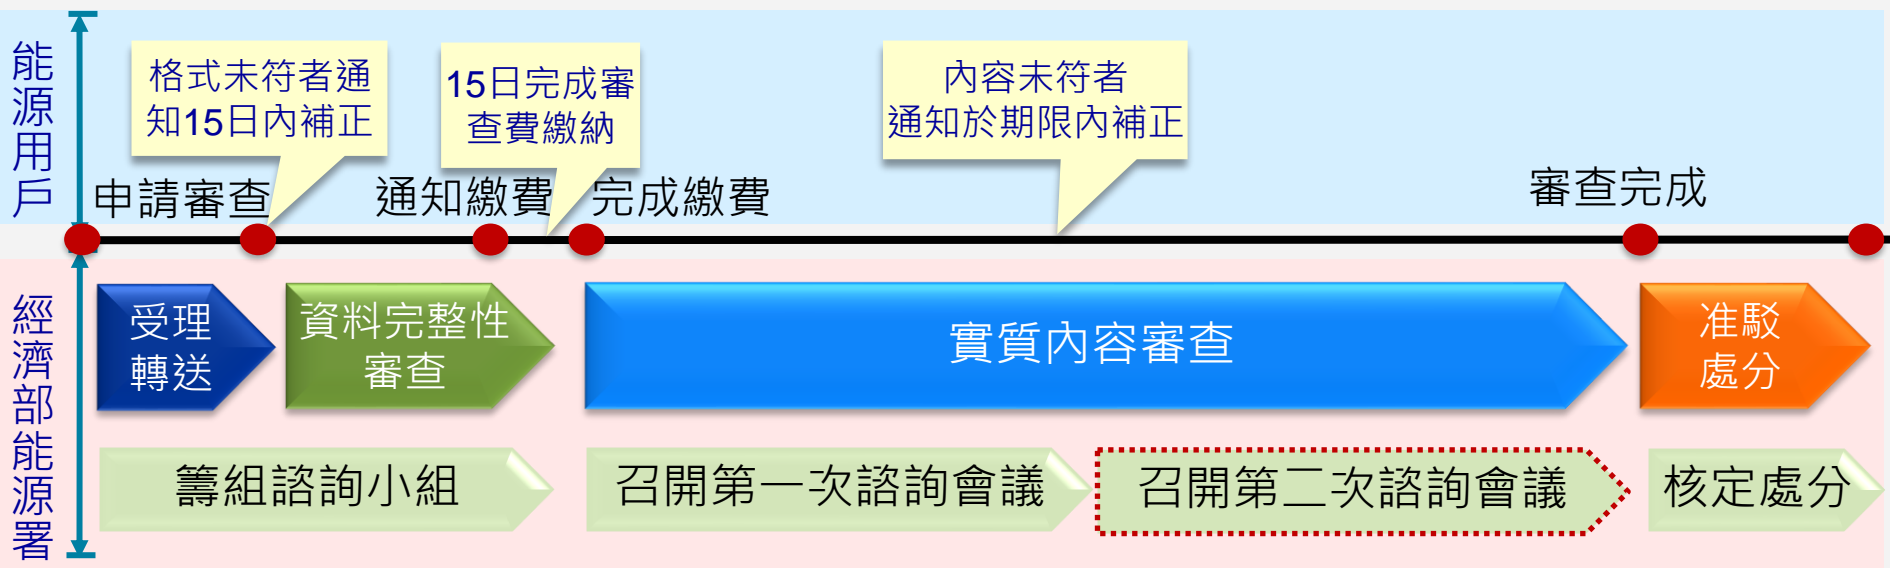 能源用戶
格式未符者通
知15日內補正
15日完成審
查費繳納
內容未符者
通知於期限內補正
申請審查
通知繳費
完成繳費
審查完成
經濟部能源署
受理
轉送
資料完整性
審查
實質內容審查
准駁
處分
籌組諮詢小組
召開第一次諮詢會議
召開第二次諮詢會議
核定處分